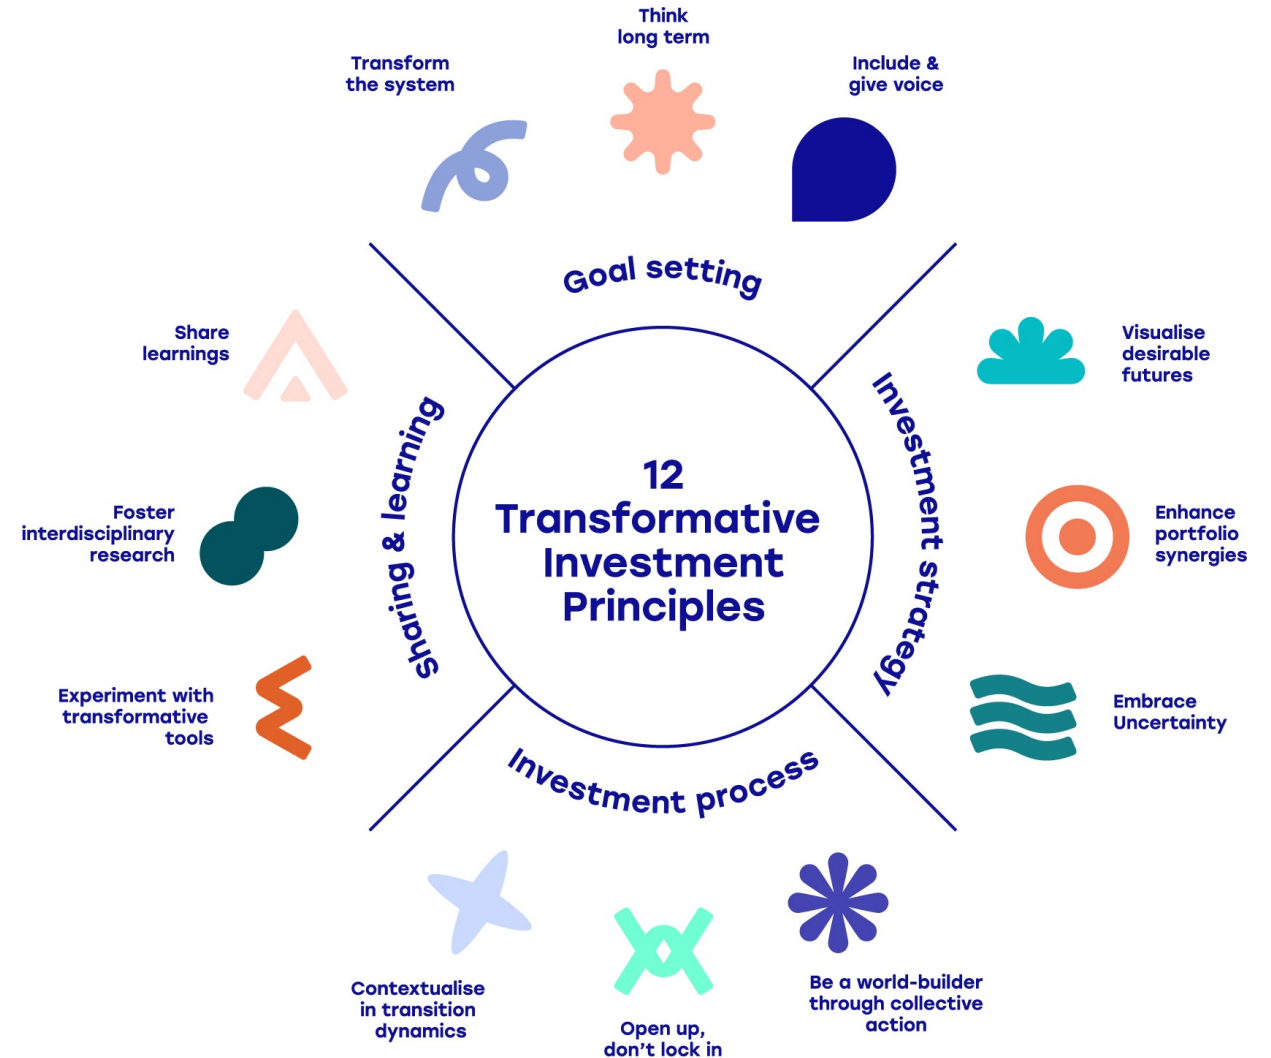 Think
long term
Transform
the system
Include &
give voice
Goal setting
Share
learnings
Visualise
desirable
futures
Sharing & learning
Investment strategy
12
Transformative
Investment
Principles
Foster
interdisciplinary
research
Enhance
portfolio
synergies
Experiment with
transformative
tools
Embrace
Uncertainty
Investment process
Contextualise
in transition
dynamics
Open up,
don't lock in
Be a world-builder
through collective
action